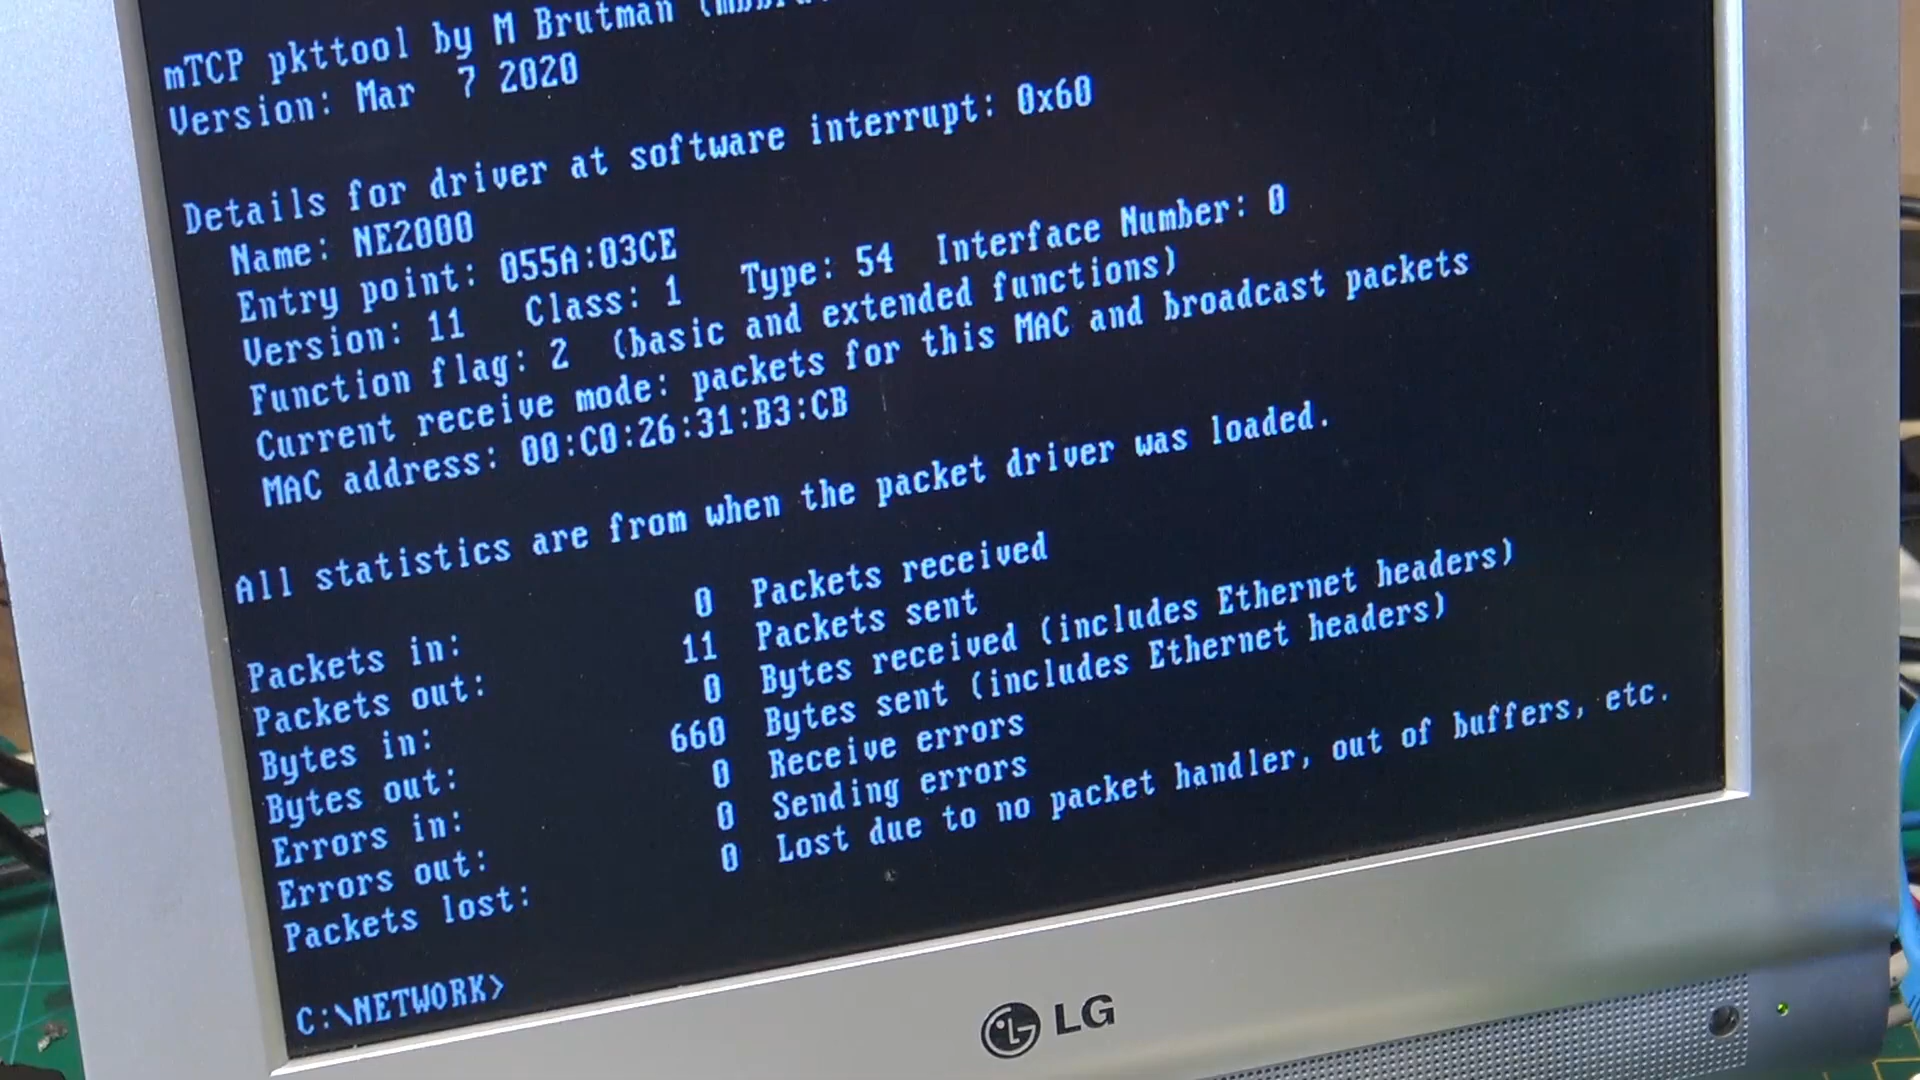 mTCP pkttool by M Brutman
Version: Mar 7 2020
Details for driver at software interrupt: 0x60
Name: NE2000
Entry point: 055A:03CE
Version: 11 Class: 1 Type: 54 Interface Number: 0
Function flag: 2 (basic and extended functions)
Current receive mode: packets for this MAC and broadcast packets
MAC address: 00:C0:26:31:B3:CB
All statistics are from when the packet driver was loaded.
Packets in: 0 Packets received
Packets out: 11 Packets sent
Bytes in: 0 Bytes received (includes Ethernet headers)
Bytes out: 660 Bytes sent (includes Ethernet headers)
Errors in: 0 Receive errors
Errors out: 0 Sending errors
Packets lost: 0 Lost due to no packet handler, out of buffers, etc.
C:\NETWORK>
LG